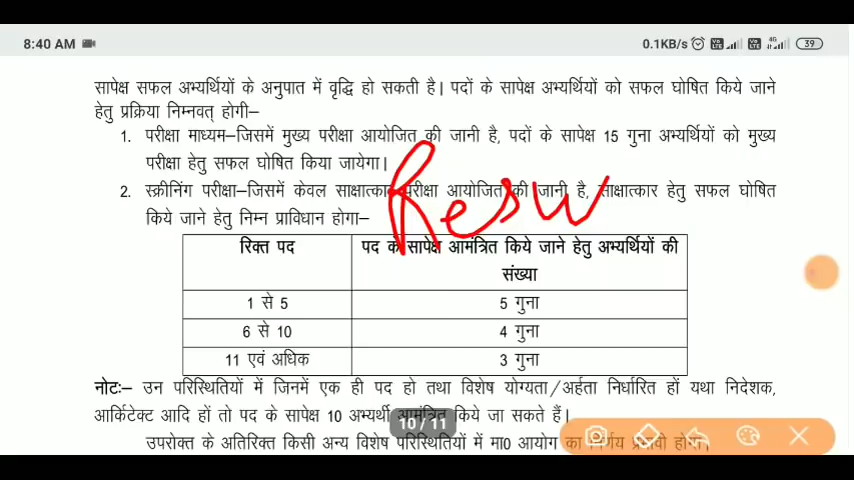 8:40 AM
0.1KB/s 4G 39
सापेक्ष सफल अभ्यर्थियों के अनुपात में वृद्धि हो सकती है। पदों के सापेक्ष अभ्यर्थियों को सफल घोषित किये जाने
हेतु प्रक्रिया निम्नवत् होगी–
1. परीक्षा माध्यम–जिसमें मुख्य परीक्षा आयोजित की जानी है, पदों के सापेक्ष 15 गुना अभ्यर्थियों को मुख्य
परीक्षा हेतु सफल घोषित किया जायेगा।
2. स्क्रीनिंग परीक्षा–जिसमें केवल साक्षात्कार परीक्षा आयोजित की जानी है, साक्षात्कार हेतु सफल घोषित
Resu
किये जाने हेतु निम्न प्राविधान होगा–
रिक्त पद
पद के सापेक्ष आमंत्रित किये जाने हेतु अभ्यर्थियों की
संख्या
1 से 5 5 गुना
6 से 10 4 गुना
11 एवं अधिक 3 गुना
नोटः– उन परिस्थितियों में जिनमें एक ही पद हो तथा विशेष योग्यता/अर्हता निर्धारित हों यथा निदेशक,
आर्किटेक्ट आदि हों तो पद के सापेक्ष 10 अभ्यर्थी आमंत्रित किये जा सकते हैं।
10/11
उपरोक्त के अतिरिक्त किसी अन्य विशेष परिस्थितियों में मा0 आयोग का निर्णय प्रभावी होगा।